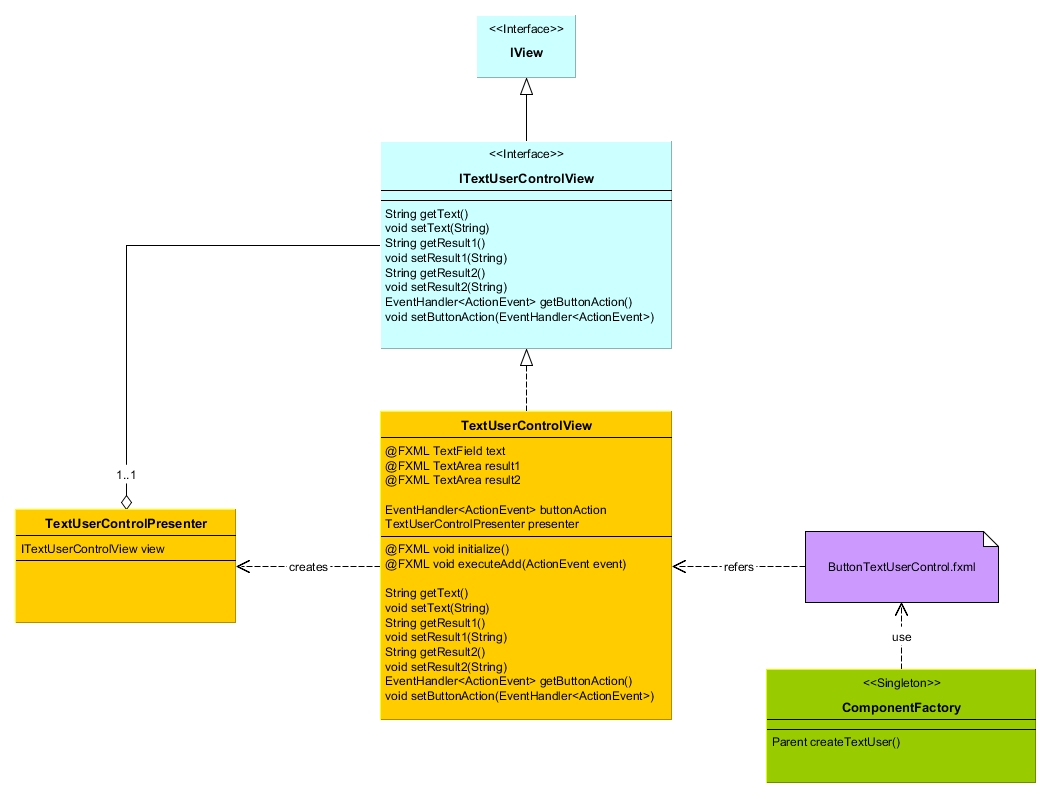 <<Interface>>
IView
<<Interface>>
ITextUserControlView
String getText()
void setText(String)
String getResult1()
void setResult1(String)
String getResult2()
void setResult2(String)
EventHandler<ActionEvent> getButtonAction()
void setButtonAction(EventHandler<ActionEvent>)
TextUserControlView
@FXML TextField text
@FXML TextArea result1
@FXML TextArea result2
EventHandler<ActionEvent> buttonAction
TextUserControlPresenter presenter
@FXML void initialize()
@FXML void executeAdd(ActionEvent event)
String getText()
void setText(String)
String getResult1()
void setResult1(String)
String getResult2()
void setResult2(String)
EventHandler<ActionEvent> getButtonAction()
void setButtonAction(EventHandler<ActionEvent>)
1..1
TextUserControlPresenter
ITextUserControlView view
creates
refers
ButtonTextUserControl.fxml
use
<<Singleton>>
ComponentFactory
Parent createTextUser()